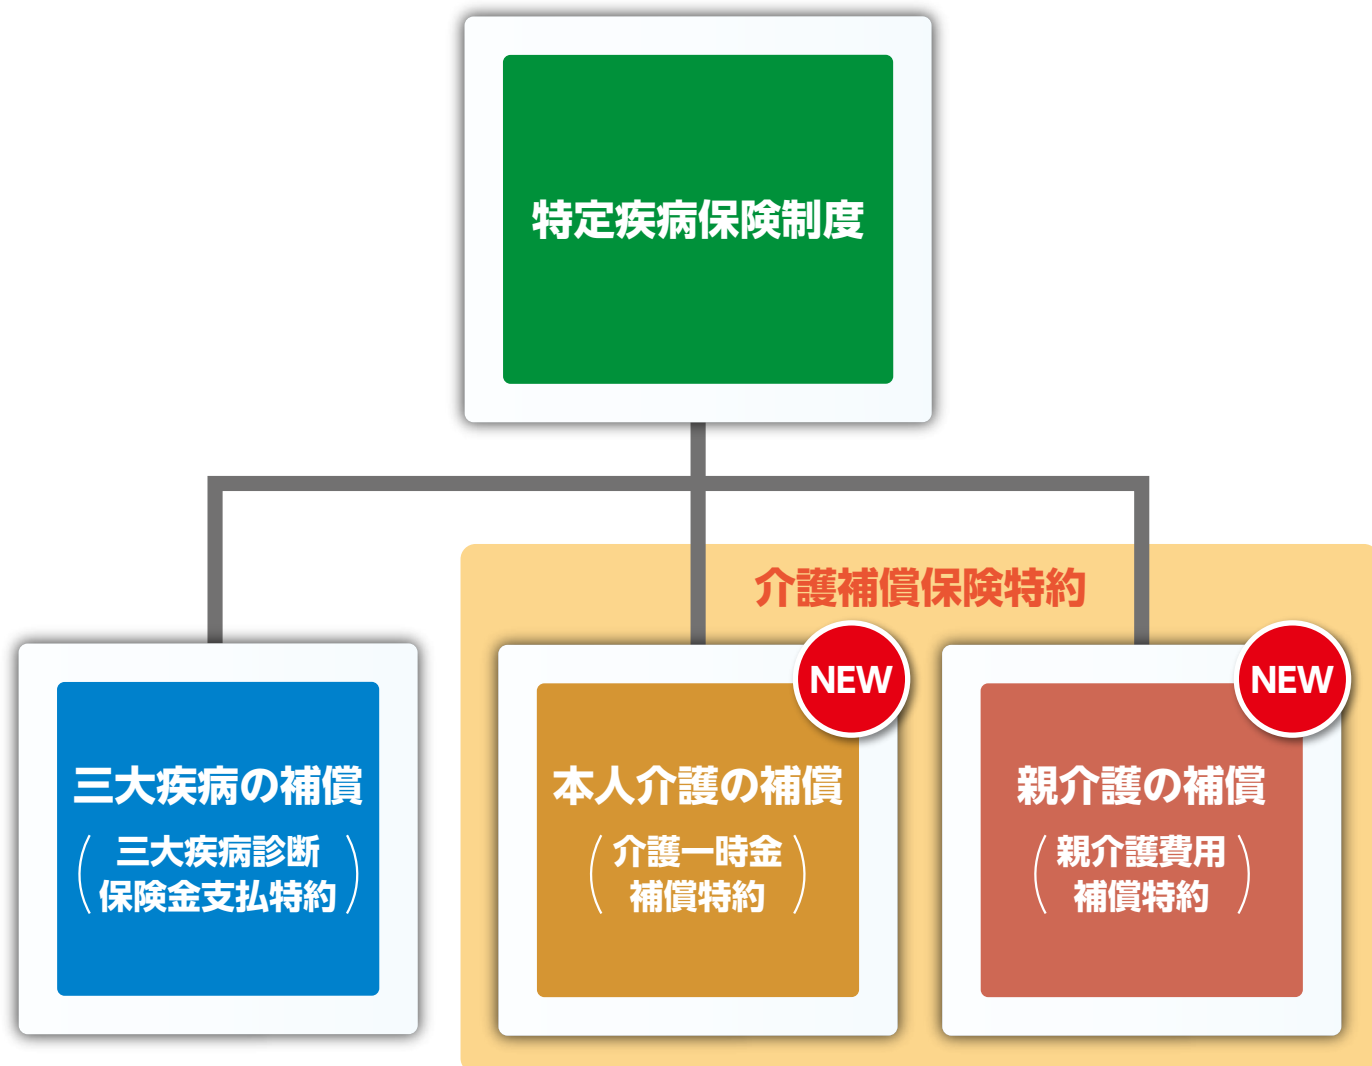 特定疾病保険制度
介護補償保険特約
三大疾病の補償
(三大疾病診断
保険金支払特約)
NEW
本人介護の補償
(介護一時金
補償特約)
NEW
親介護の補償
(親介護費用
補償特約)